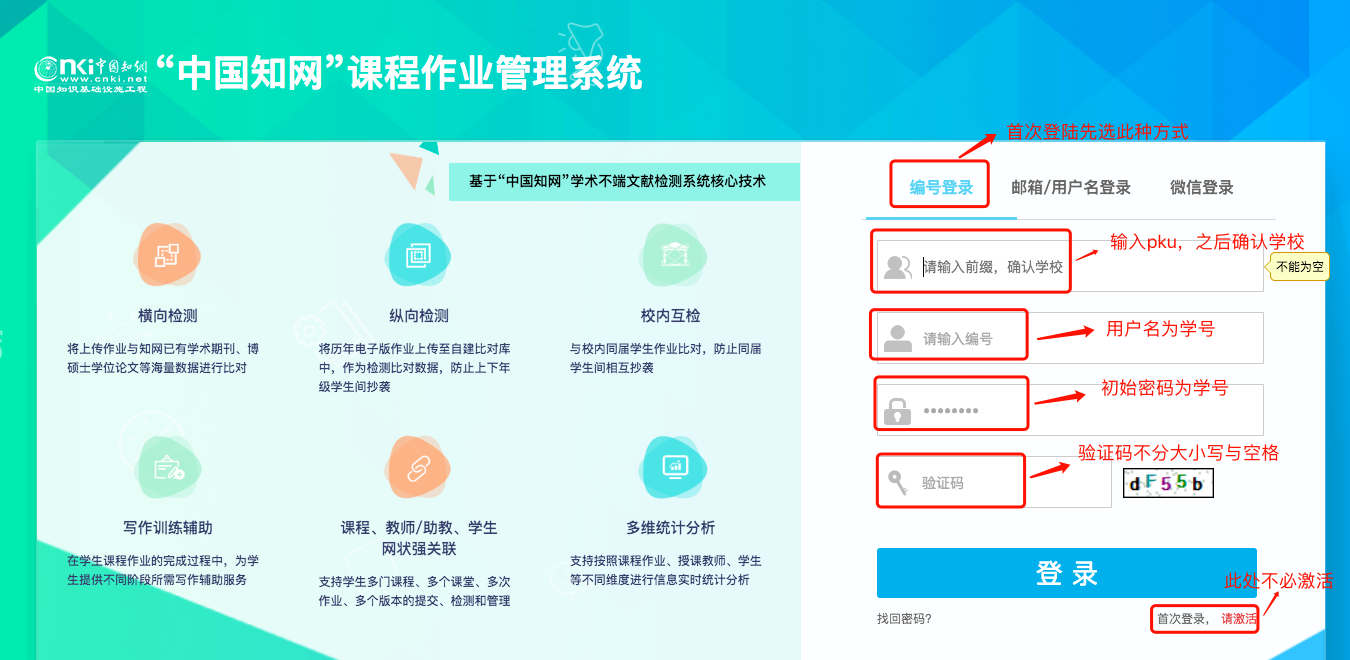 Cnki中国知网
www.cnki.net
中国知识基础设施工程
“中国知网”课程作业管理系统
基于“中国知网”学术不端文献检测系统核心技术
横向检测
将上传作业与知网已有学术期刊、博
硕士学位论文等海量数据进行比对
纵向检测
将历年电子版作业上传至自建比对库
中，作为检测比对数据，防止上下年
级学生间抄袭
校内互检
与校内同届学生作业比对，防止同届
学生间相互抄袭
写作训练辅助
在学生课程作业的完成过程中，为学
生提供不同阶段所需写作辅助服务
课程、教师/助教、学生
网状强关联
支持学生多门课程、多个课堂、多次
作业、多个版本的提交、检测和管理
多维统计分析
支持按照课程作业、授课教师、学生
等不同维度进行信息实时统计分析
首次登陆先选此种方式
编号登录
邮箱/用户名登录
微信登录
输入pku，之后确认学校
请输入前缀，确认学校
不能为空
用户名为学号
请输入编号
初始密码为学号
验证码不分大小写与空格
验证码
dF55b
登录
此处不必激活
找回密码?
首次登录，请激活